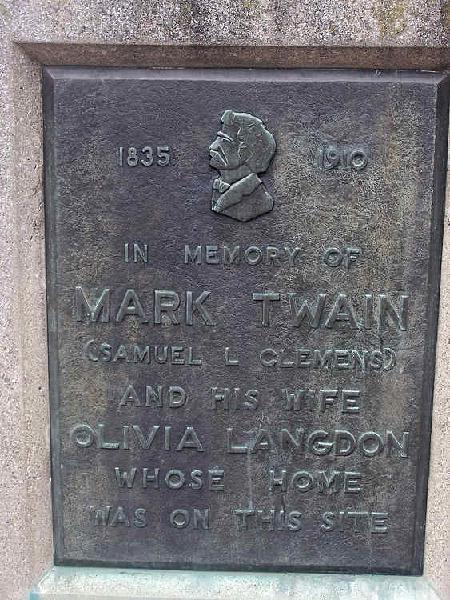 1835 1910
IN MEMORY OF
MARK TWAIN
(SAMUEL L CLEMENS)
AND HIS WIFE
OLIVIA LANGDON
WHOSE HOME
WAS ON THIS SITE